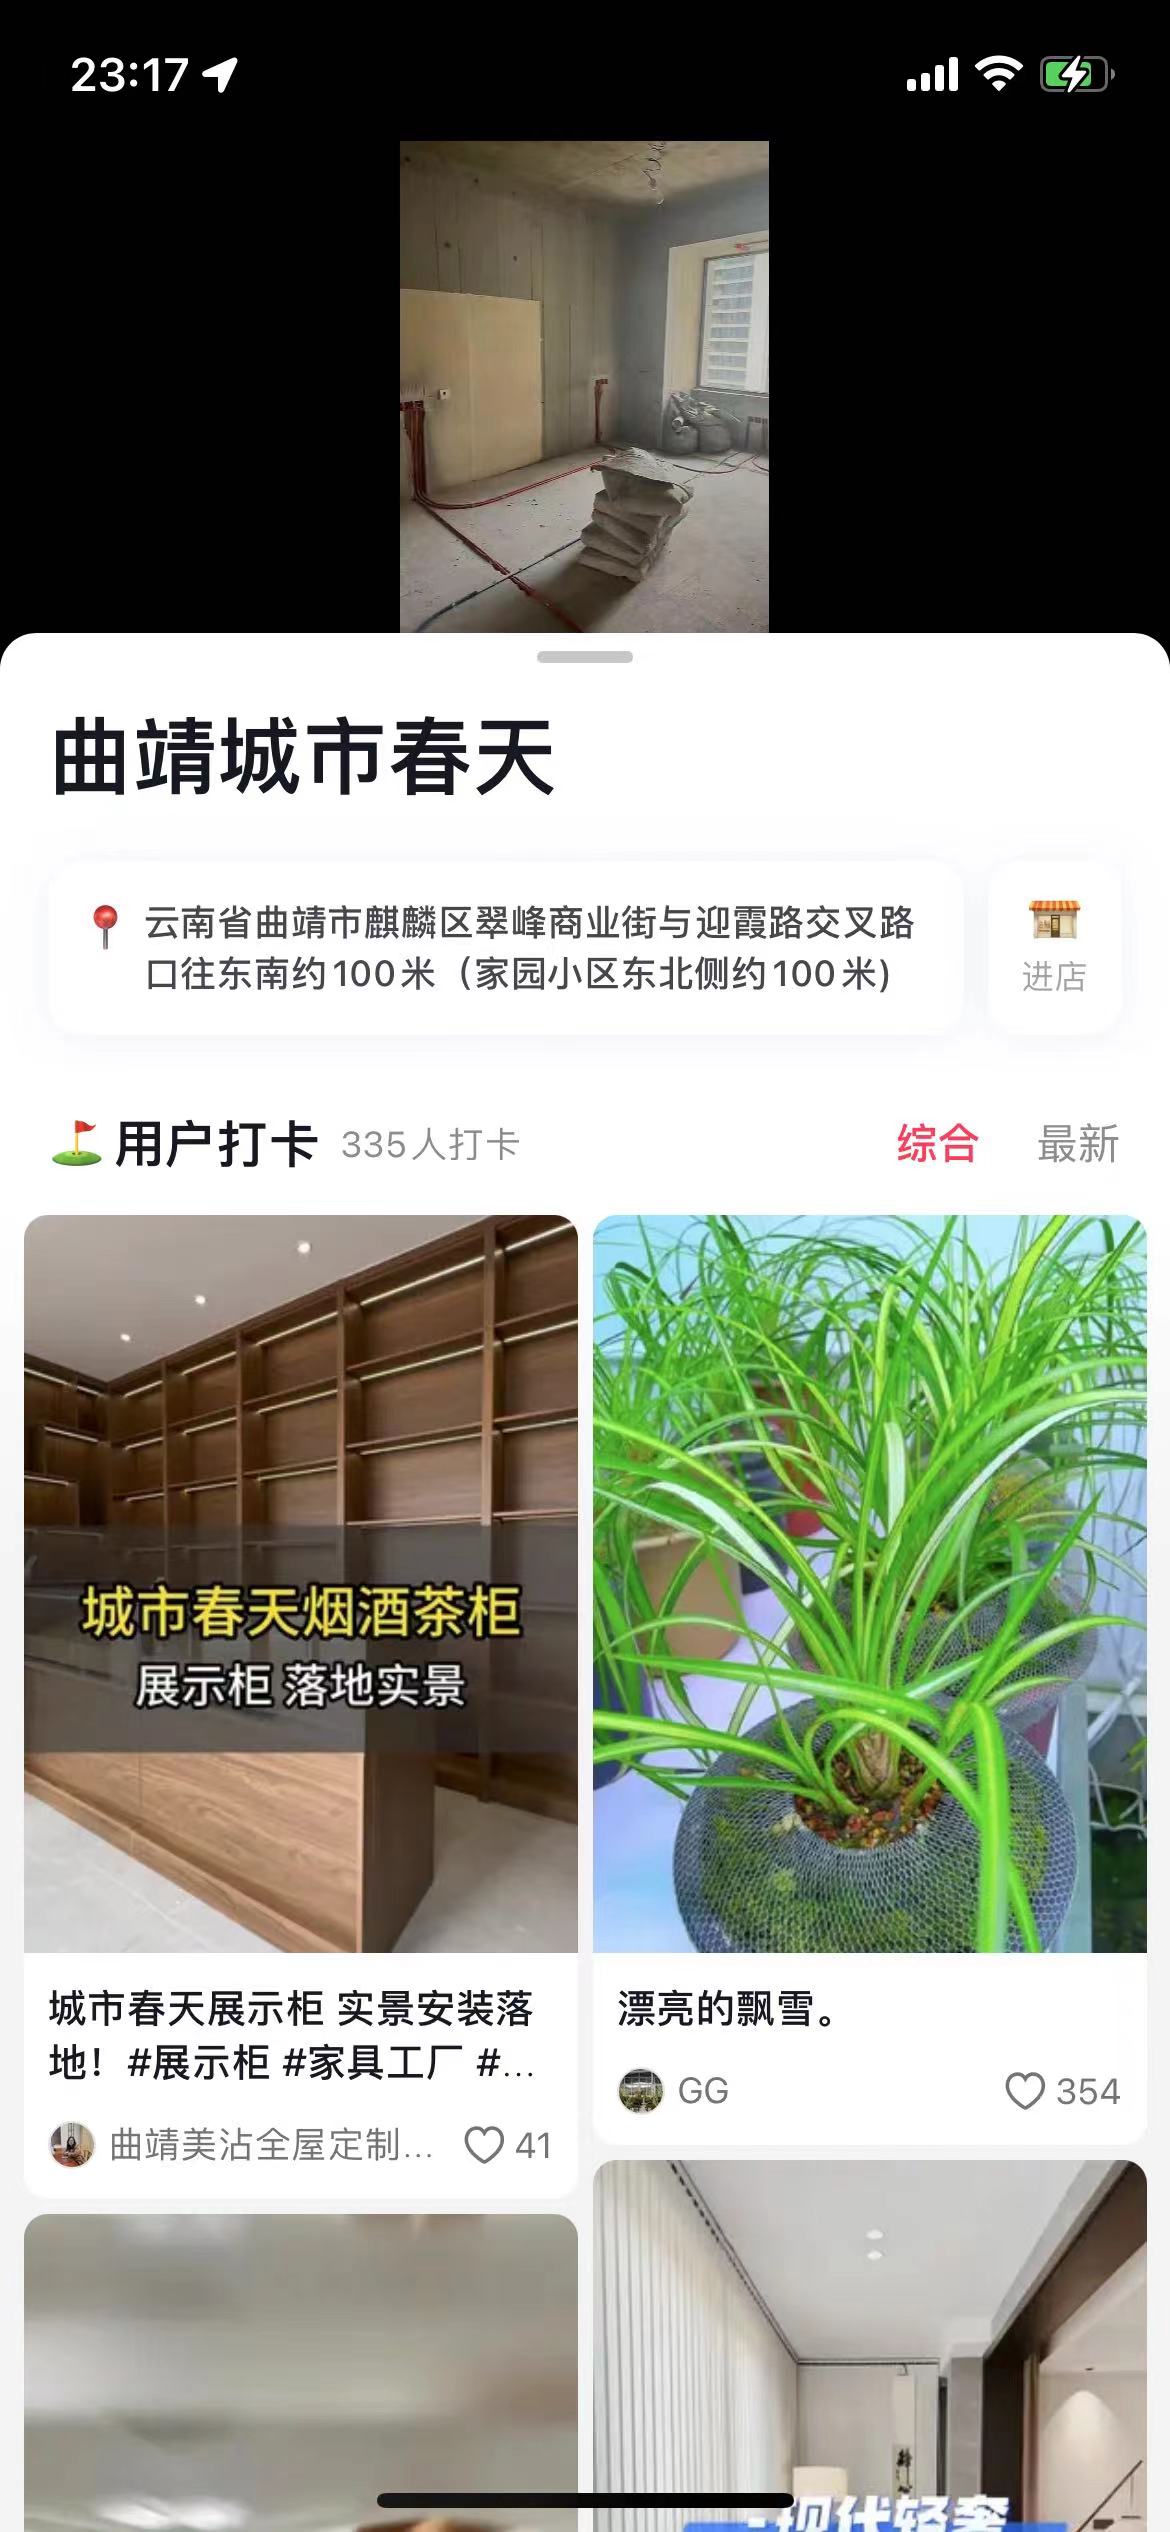 23:17
曲靖城市春天
云南省曲靖市麒麟区翠峰商业街与迎霞路交叉路
口往东南约100米（家园小区东北侧约100米)
进店
用户打卡 335人打卡
综合 最新
城市春天烟酒茶柜
展示柜 落地实景
城市春天展示柜 实景安装落
地！#展示柜 #家具工厂 #...
曲靖美沾全屋定制... 41
漂亮的飘雪。
GG 354
-现代轻奢